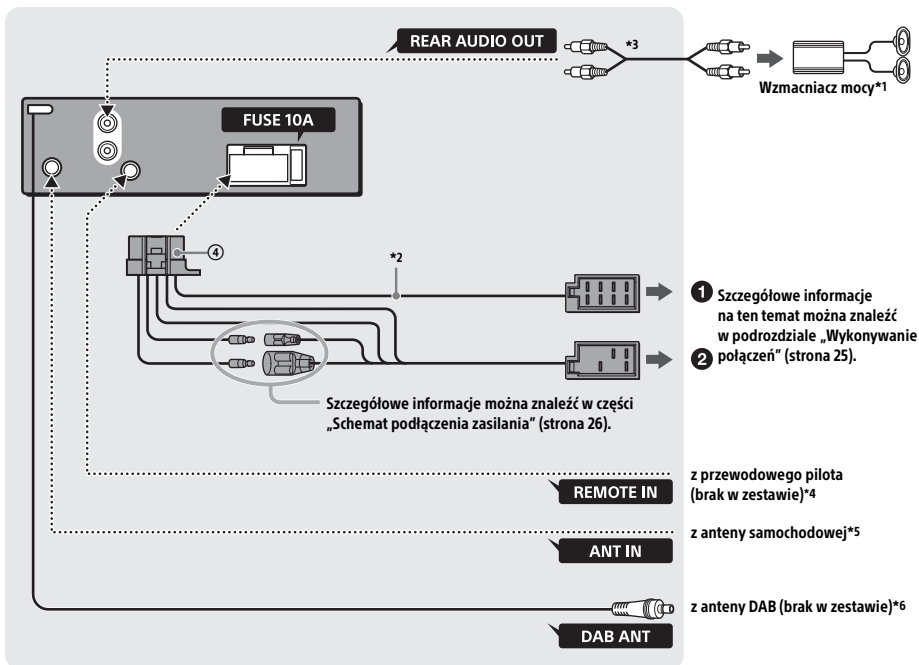 REAR AUDIO OUT
*3
Wzmacniacz mocy*1
FUSE 10A
④
*2
❶ Szczegółowe informacje
na ten temat można znaleźć
w podrozdziale „Wykonywanie
❷ połączeń” (strona 25).
Szczegółowe informacje można znaleźć w części
„Schemat podłączenia zasilania” (strona 26).
z przewodowego pilota
(brak w zestawie)*4
REMOTE IN
z anteny samochodowej*5
ANT IN
z anteny DAB (brak w zestawie)*6
DAB ANT